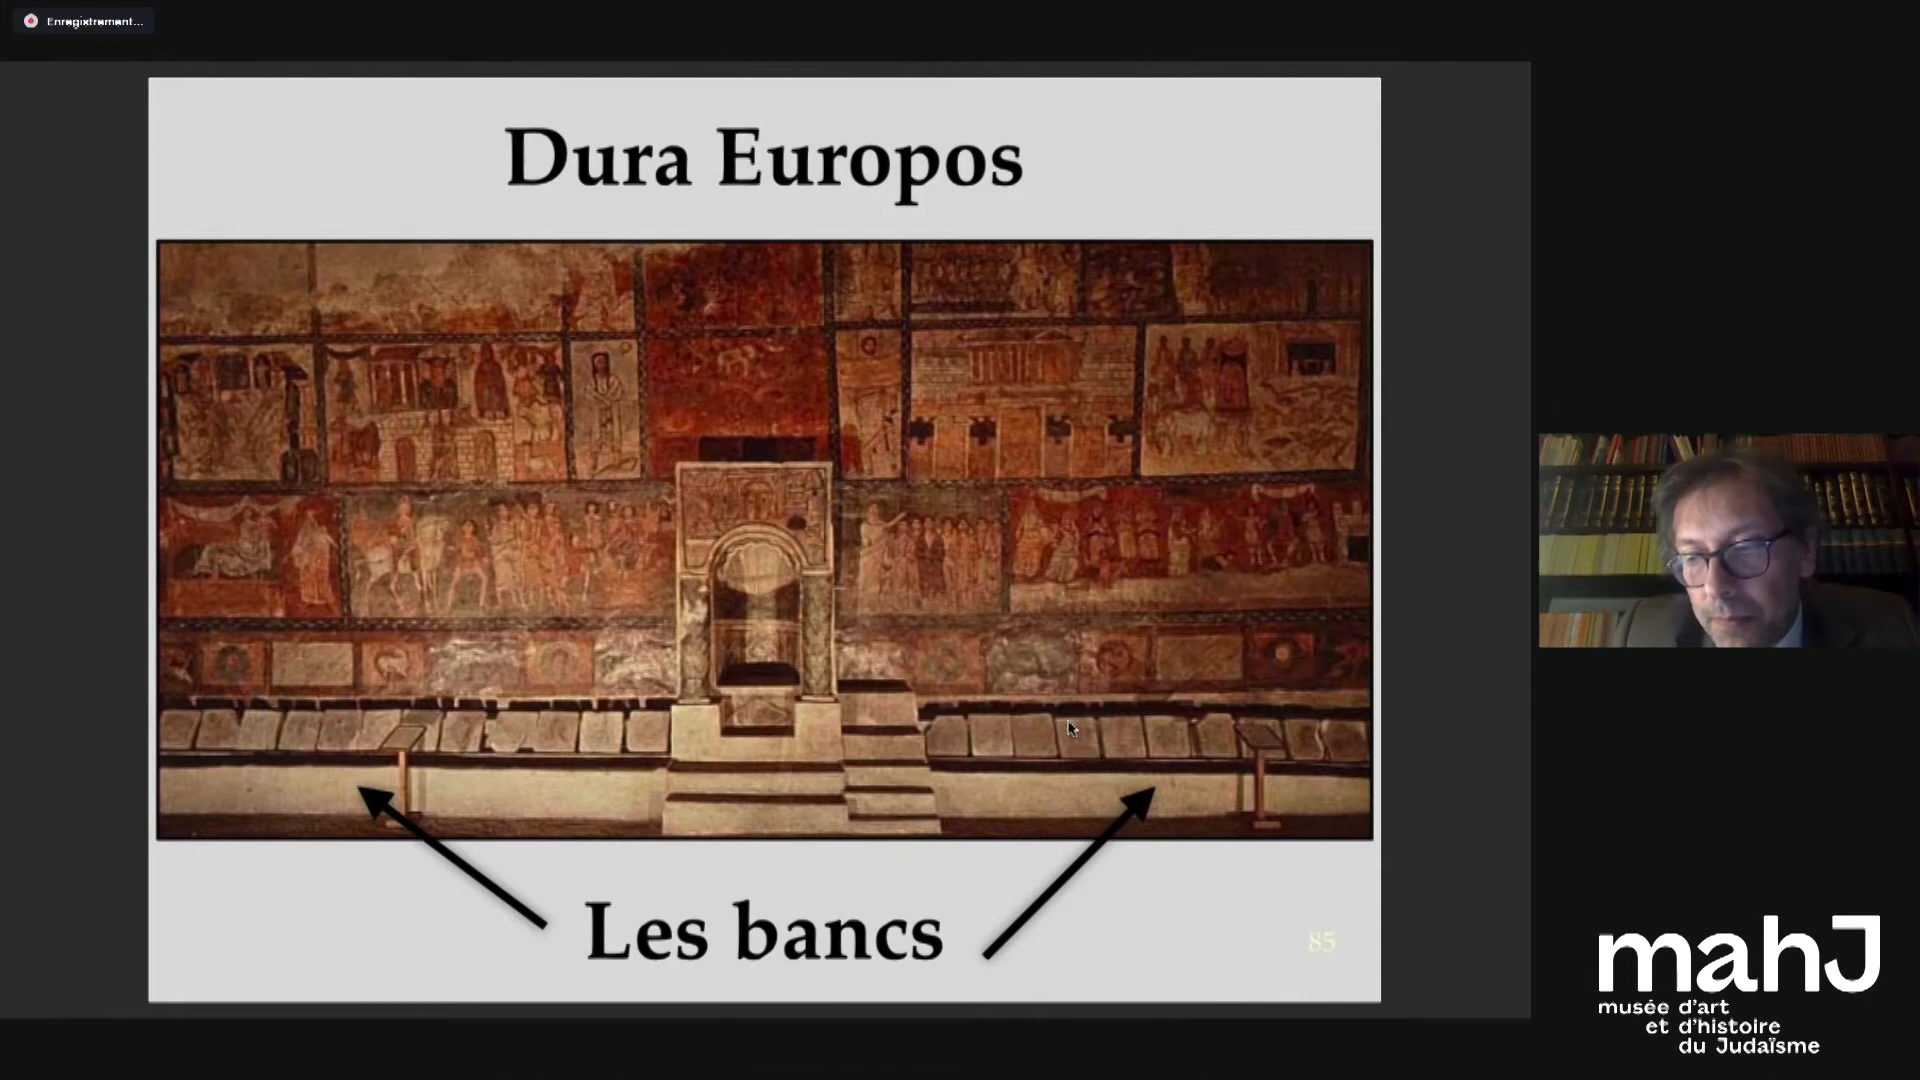 Enregistrement...
Dura Europos
Les bancs
85
mahJ
musée d'art
et d'histoire
du Judaïsme